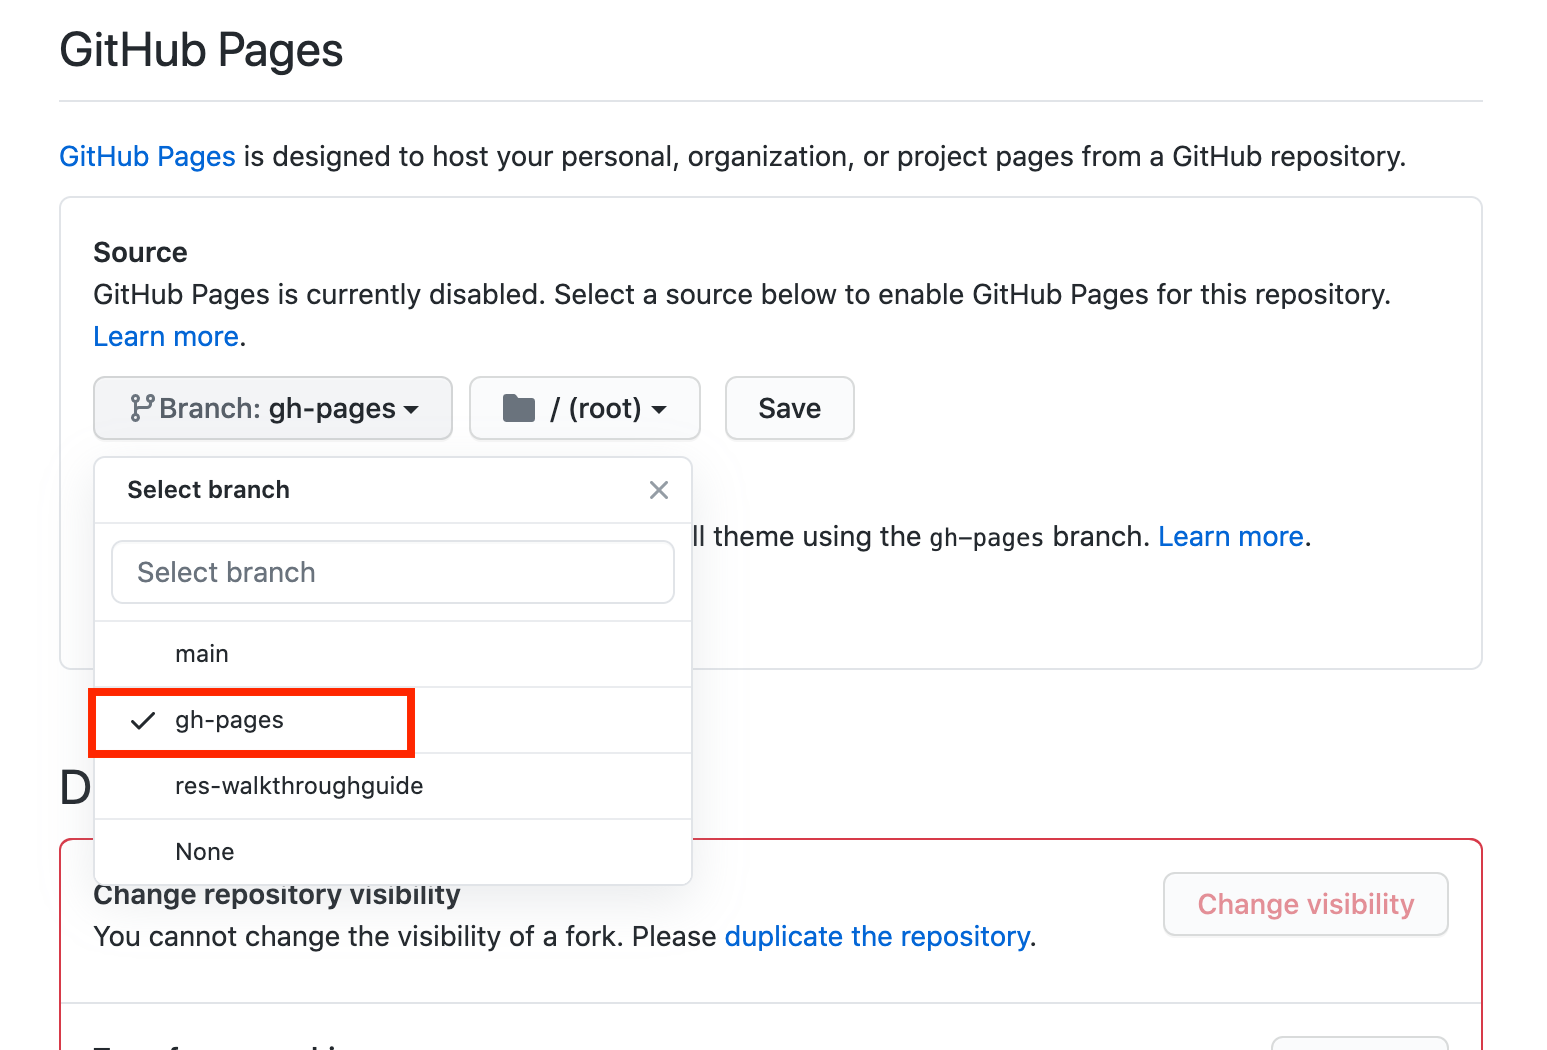 GitHub Pages
GitHub Pages is designed to host your personal, organization, or project pages from a GitHub repository.
Source
GitHub Pages is currently disabled. Select a source below to enable GitHub Pages for this repository.
Learn more.
Branch: gh-pages
/ (root)
Save
Select branch
Select branch
ll theme using the gh-pages branch. Learn more.
main
gh-pages
res-walkthroughguide
D
None
Change repository visibility
Change visibility
You cannot change the visibility of a fork. Please duplicate the repository.